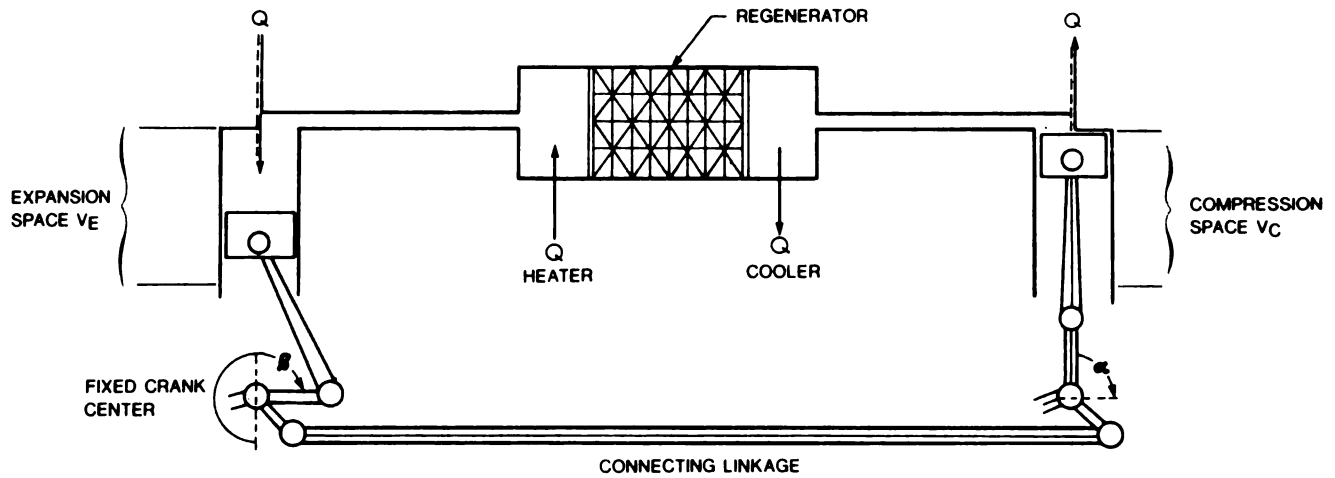 Q
REGENERATOR
Q
EXPANSION
SPACE VE
Q
HEATER
Q
COOLER
COMPRESSION
SPACE VC
FIXED CRANK
CENTER
β
α
CONNECTING LINKAGE